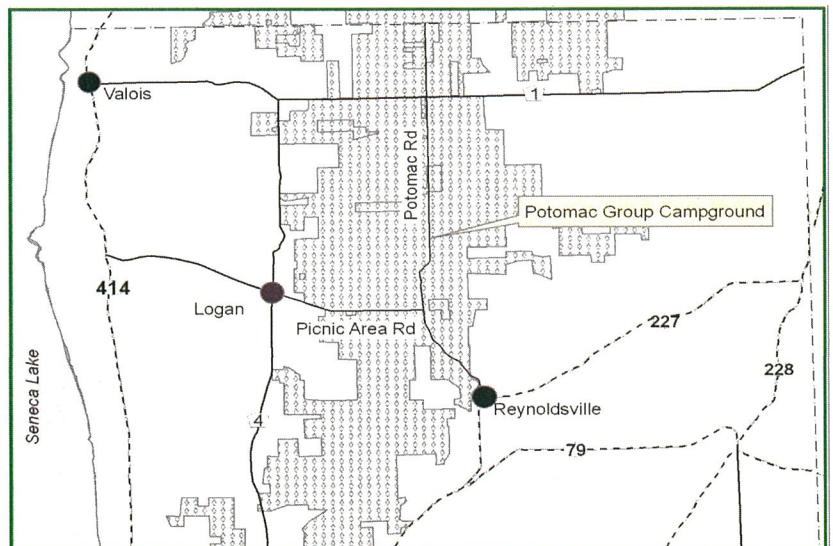 Valois
1
Potomac Rd
Potomac Group Campground
414
Logan
Picnic Area Rd
227
Seneca Lake
228
Reynoldsville
4
79